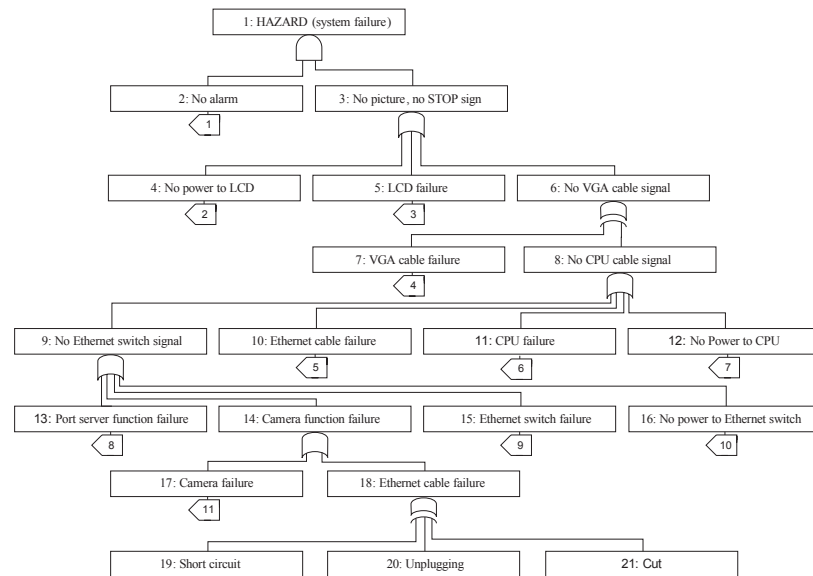 1: HAZARD (system failure)
2: No alarm
3: No picture, no STOP sign
1
4: No power to LCD
5: LCD failure
6: No VGA cable signal
2
3
7: VGA cable failure
8: No CPU cable signal
4
9: No Ethernet switch signal
10: Ethernet cable failure
11: CPU failure
12: No Power to CPU
5
6
7
13: Port server function failure
14: Camera function failure
15: Ethernet switch failure
16: No power to Ethernet switch
8
9
10
17: Camera failure
18: Ethernet cable failure
11
19: Short circuit
20: Unplugging
21: Cut